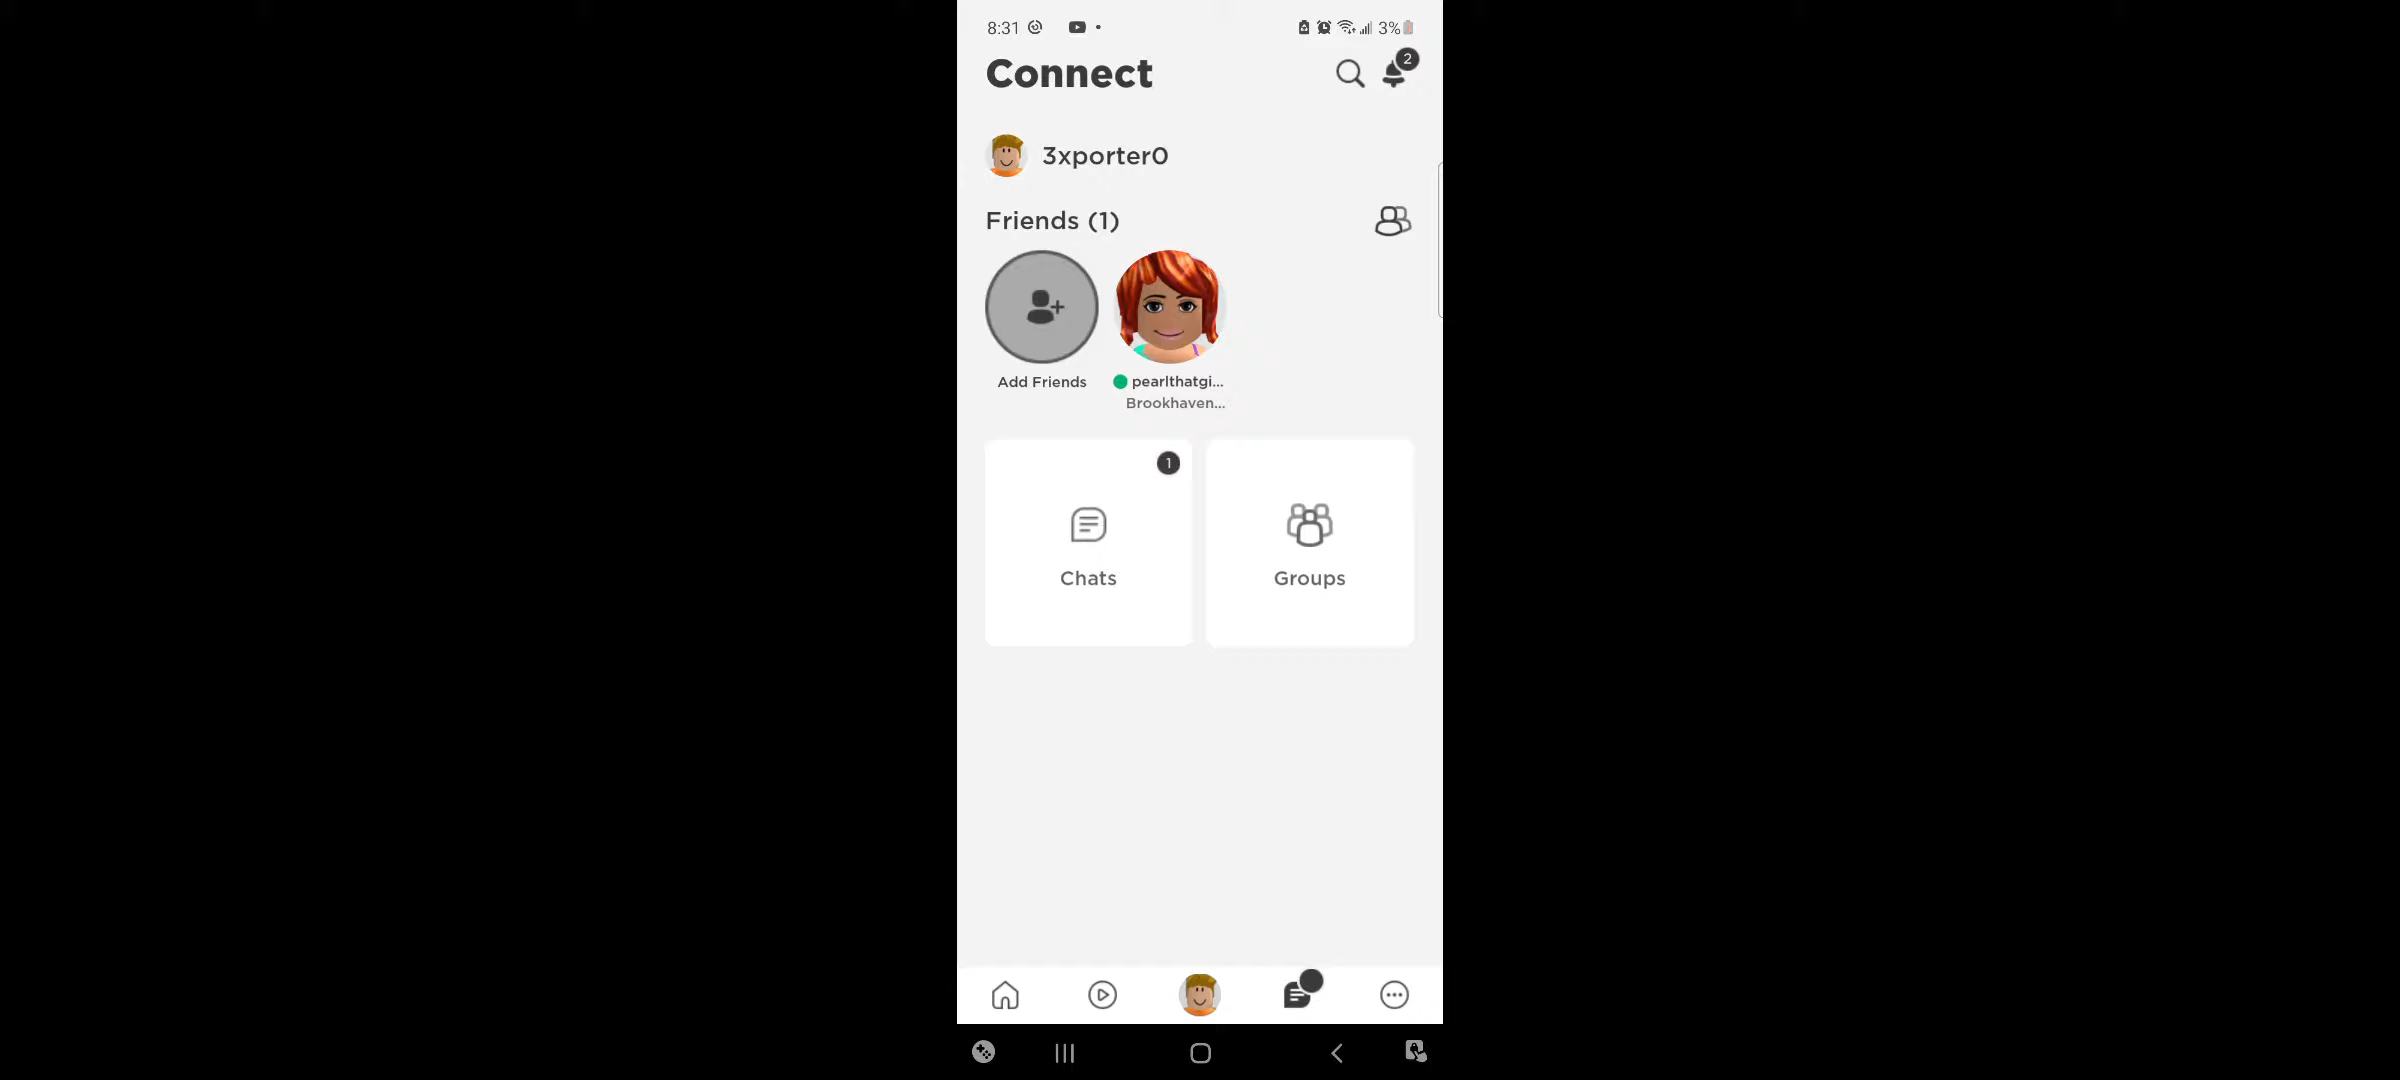 8:31 3%
Connect 2
3xporter0
Friends (1)
Add Friends
pearlthatgi...
Brookhaven...
1
Chats
Groups